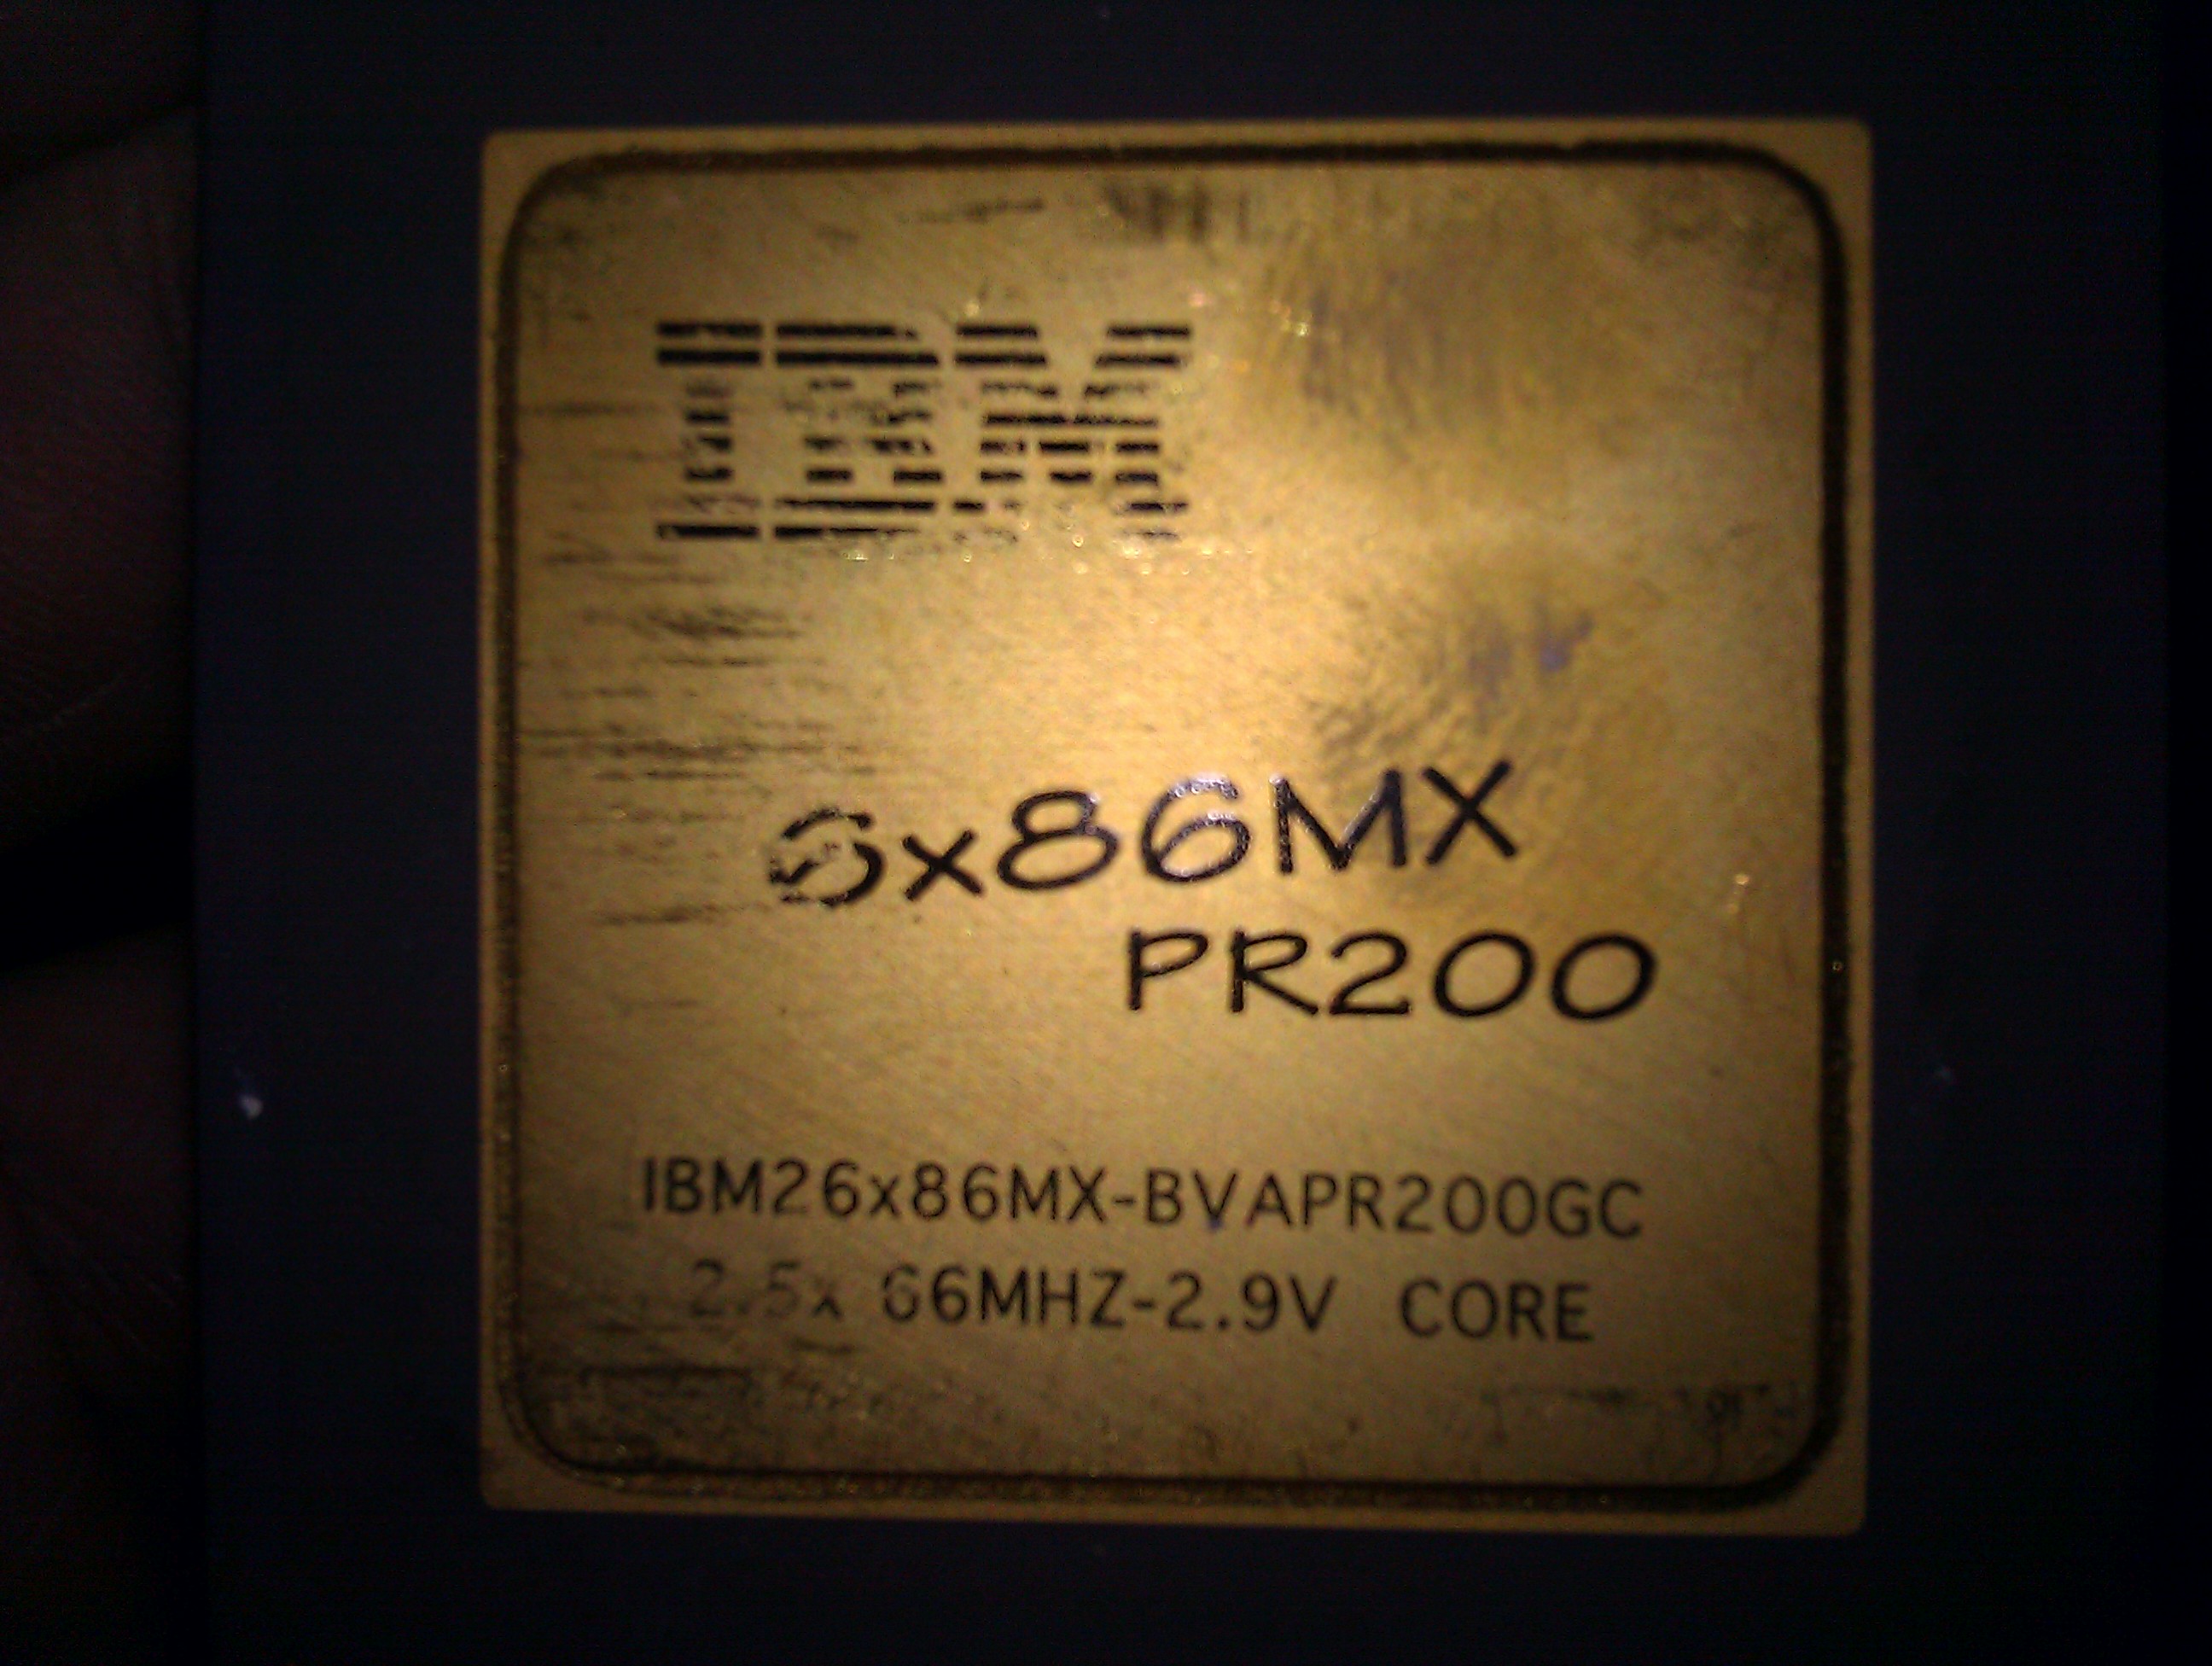 IBM
6x86MX
PR200
IBM26x86MX-BVAPR200GC
2.5x 66MHZ-2.9V CORE